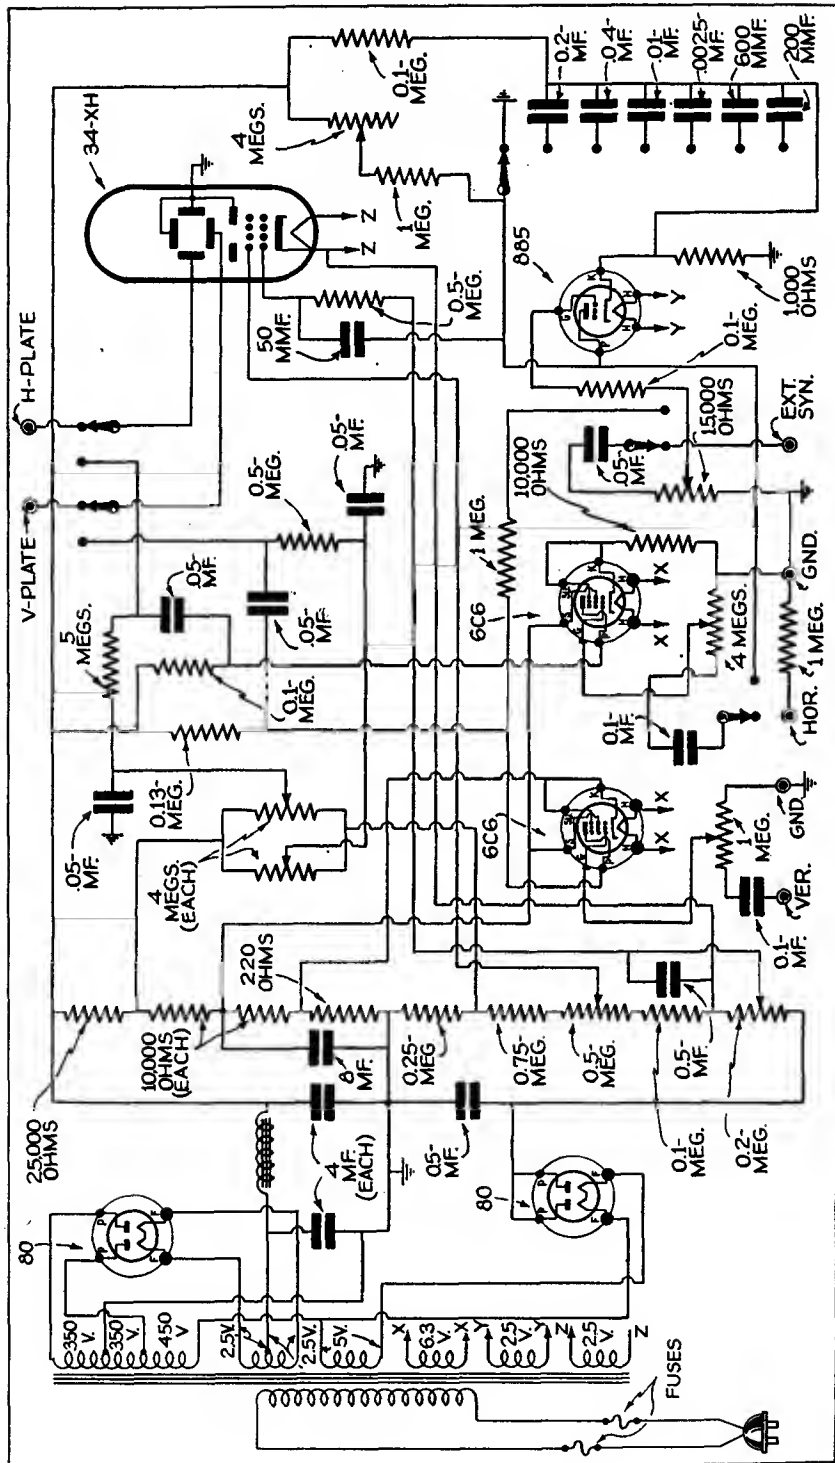 80
350 V.
350 V.
450 V
2.5V.
2.5V.
5V.
X
6.3 V.
X
Y
2.5 V.
Y
Z
2.5 V.
Z
FUSES
P
P
F
F
25,000
OHMS
10,000
OHMS
(EACH)
220
OHMS
8
MF.
4
MF.
(EACH)
0.25-
MEG.
0.75-
MEG.
0.5-
MEG.
0.5-
MF.
0.1-
MEG.
0.2-
MEG.
0.5-
MF.
80
P
P
F
F
.05-
MF.
0.13-
MEG.
4
MEGS.
(EACH)
5
MEGS.
.05-
MF.
0.1-
MEG.
.05-
MF.
0.5-
MEG.
.05-
MF.
V-PLATE
H-PLATE
34-XH
Z
Z
50
MMF.
0.5-
MEG.
4
MEGS.
1
MEG.
0.1-
MEG.
6C6
K
H
H
P
X
X
0.1-
MF.
VER.
1
MEG.
GND.
6C6
K
H
H
P
X
X
1 MEG.
10,000
OHMS
4 MEGS.
0.1-
MF.
HOR.
1 MEG.
GND.
.05-
MF.
15,000
OHMS
EXT.
SYN.
885
G
P
K
H
H
Y
Y
0.1-
MEG.
1,000
OHMS
0.2-
MF.
.04-
MF.
.01-
MF.
.0025-
MF.
600
MMF.
200
MMF.